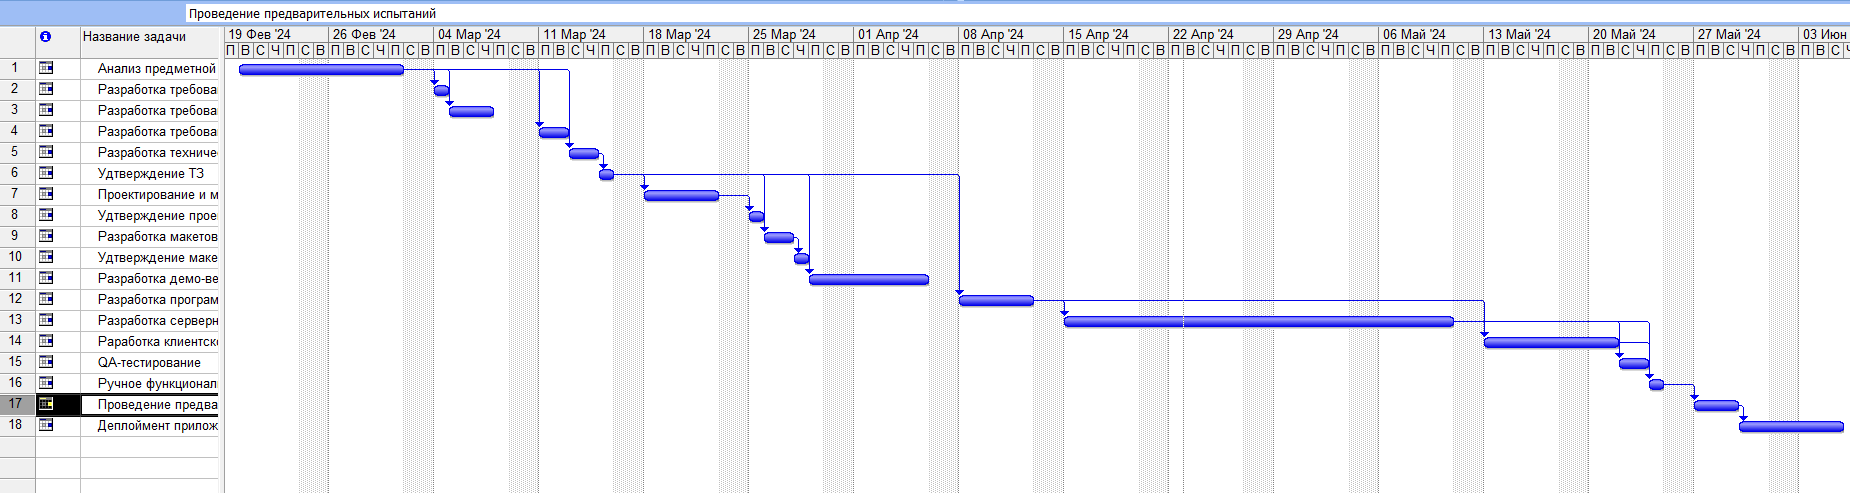 Проведение предварительных испытаний
Название задачи
19 Фев '24 26 Фев '24 04 Мар '24 11 Мар '24 18 Мар '24 25 Мар '24 01 Апр '24 08 Апр '24 15 Апр '24 22 Апр '24 29 Апр '24 06 Май '24 13 Май '24 20 Май '24 27 Май '24 03 Июн
П В С Ч П С В П В С Ч П С В П В С Ч П С В П В С Ч П С В П В С Ч П С В П В С Ч П С В П В С Ч П С В П В С Ч П С В П В С Ч П С В П В С Ч П С В П В С Ч П С В П В С Ч П С В П В С Ч П С В П В С Ч П С В П В С Ч П С В П В С Ч
1 Анализ предметной
2 Разработка требова
3 Разработка требова
4 Разработка требова
5 Разработка техниче
6 Удтверждение ТЗ
7 Проектирование и м
8 Удтверждение прое
9 Разработка макетов
10 Удтверждение маке
11 Разработка демо-ве
12 Разработка програм
13 Разработка серверн
14 Раработка клиентск
15 QA-тестирование
16 Ручное функционал
17 Проведение предва
18 Деплоймент прилож